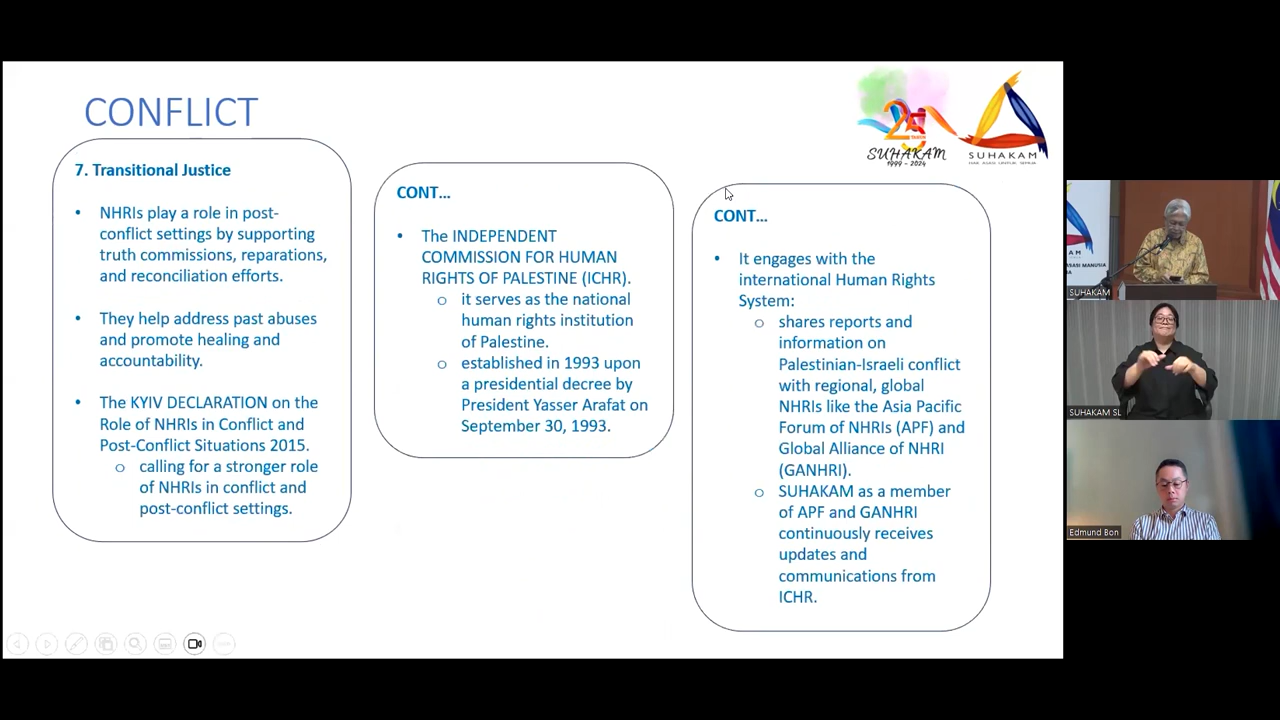 CONFLICT
7. Transitional Justice
• NHRIs play a role in post-
conflict settings by supporting
truth commissions, reparations,
and reconciliation efforts.
• They help address past abuses
and promote healing and
accountability.
• The KYIV DECLARATION on the
Role of NHRIs in Conflict and
Post-Conflict Situations 2015.
o calling for a stronger role
of NHRIs in conflict and
post-conflict settings.
CONT...
• The INDEPENDENT
COMMISSION FOR HUMAN
RIGHTS OF PALESTINE (ICHR).
o it serves as the national
human rights institution
of Palestine.
o established in 1993 upon
a presidential decree by
President Yasser Arafat on
September 30, 1993.
CONT...
• It engages with the
international Human Rights
System:
o shares reports and
information on
Palestinian-Israeli conflict
with regional, global
NHRIs like the Asia Pacific
Forum of NHRIs (APF) and
Global Alliance of NHRI
(GANHRI).
o SUHAKAM as a member
of APF and GANHRI
continuously receives
updates and
communications from
ICHR.
25
SUHAKAM
1999 - 2024
SUHAKAM
HAK ASASI UNTUK SEMUA
SUHAKAM
SUHAKAM SL
Edmund Bon